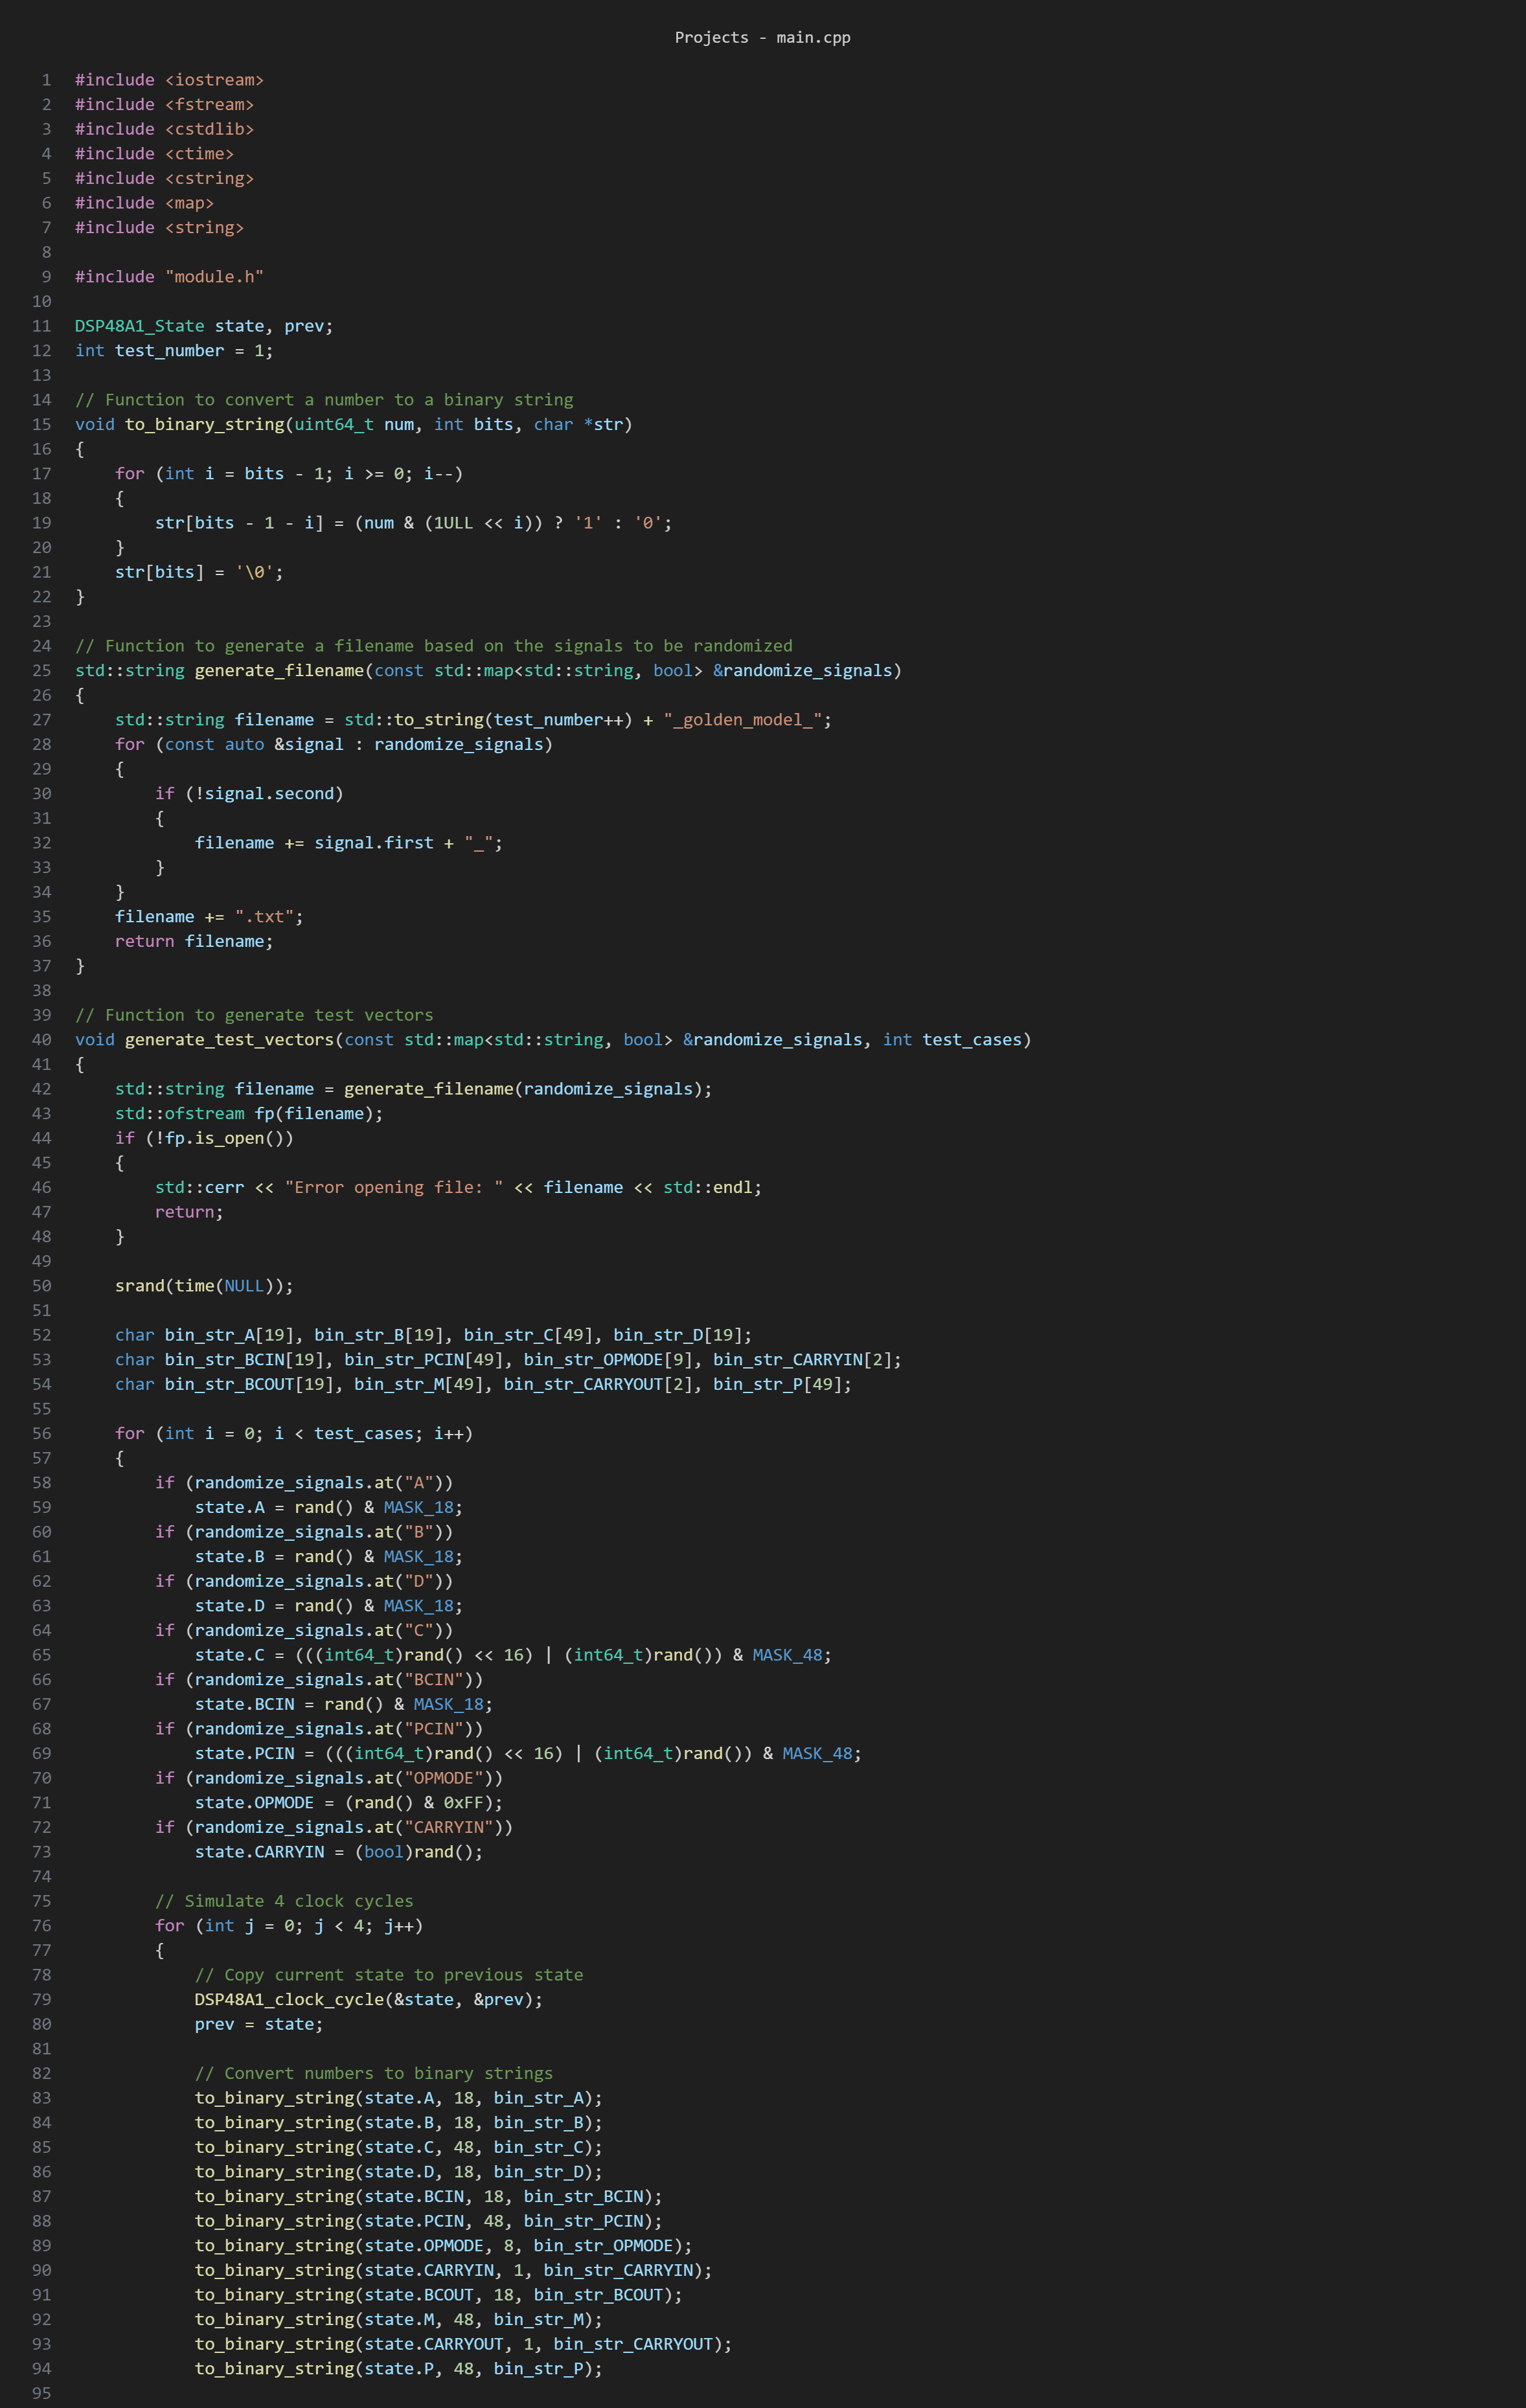 Projects - main.cpp
1 #include <iostream>
2 #include <fstream>
3 #include <cstdlib>
4 #include <ctime>
5 #include <cstring>
6 #include <map>
7 #include <string>
8
9 #include "module.h"
10
11 DSP48A1_State state, prev;
12 int test_number = 1;
13
14 // Function to convert a number to a binary string
15 void to_binary_string(uint64_t num, int bits, char *str)
16 {
17     for (int i = bits - 1; i >= 0; i--)
18     {
19         str[bits - 1 - i] = (num & (1ULL << i)) ? '1' : '0';
20     }
21     str[bits] = '\0';
22 }
23
24 // Function to generate a filename based on the signals to be randomized
25 std::string generate_filename(const std::map<std::string, bool> &randomize_signals)
26 {
27     std::string filename = std::to_string(test_number++) + "_golden_model_";
28     for (const auto &signal : randomize_signals)
29     {
30         if (!signal.second)
31         {
32             filename += signal.first + "_";
33         }
34     }
35     filename += ".txt";
36     return filename;
37 }
38
39 // Function to generate test vectors
40 void generate_test_vectors(const std::map<std::string, bool> &randomize_signals, int test_cases)
41 {
42     std::string filename = generate_filename(randomize_signals);
43     std::ofstream fp(filename);
44     if (!fp.is_open())
45     {
46         std::cerr << "Error opening file: " << filename << std::endl;
47         return;
48     }
49
50     srand(time(NULL));
51
52     char bin_str_A[19], bin_str_B[19], bin_str_C[49], bin_str_D[19];
53     char bin_str_BCIN[19], bin_str_PCIN[49], bin_str_OPMODE[9], bin_str_CARRYIN[2];
54     char bin_str_BCOUT[19], bin_str_M[49], bin_str_CARRYOUT[2], bin_str_P[49];
55
56     for (int i = 0; i < test_cases; i++)
57     {
58         if (randomize_signals.at("A"))
59             state.A = rand() & MASK_18;
60         if (randomize_signals.at("B"))
61             state.B = rand() & MASK_18;
62         if (randomize_signals.at("D"))
63             state.D = rand() & MASK_18;
64         if (randomize_signals.at("C"))
65             state.C = (((int64_t)rand() << 16) | (int64_t)rand()) & MASK_48;
66         if (randomize_signals.at("BCIN"))
67             state.BCIN = rand() & MASK_18;
68         if (randomize_signals.at("PCIN"))
69             state.PCIN = (((int64_t)rand() << 16) | (int64_t)rand()) & MASK_48;
70         if (randomize_signals.at("OPMODE"))
71             state.OPMODE = (rand() & 0xFF);
72         if (randomize_signals.at("CARRYIN"))
73             state.CARRYIN = (bool)rand();
74
75         // Simulate 4 clock cycles
76         for (int j = 0; j < 4; j++)
77         {
78             // Copy current state to previous state
79             DSP48A1_clock_cycle(&state, &prev);
80             prev = state;
81
82             // Convert numbers to binary strings
83             to_binary_string(state.A, 18, bin_str_A);
84             to_binary_string(state.B, 18, bin_str_B);
85             to_binary_string(state.C, 48, bin_str_C);
86             to_binary_string(state.D, 18, bin_str_D);
87             to_binary_string(state.BCIN, 18, bin_str_BCIN);
88             to_binary_string(state.PCIN, 48, bin_str_PCIN);
89             to_binary_string(state.OPMODE, 8, bin_str_OPMODE);
90             to_binary_string(state.CARRYIN, 1, bin_str_CARRYIN);
91             to_binary_string(state.BCOUT, 18, bin_str_BCOUT);
92             to_binary_string(state.M, 48, bin_str_M);
93             to_binary_string(state.CARRYOUT, 1, bin_str_CARRYOUT);
94             to_binary_string(state.P, 48, bin_str_P);
95